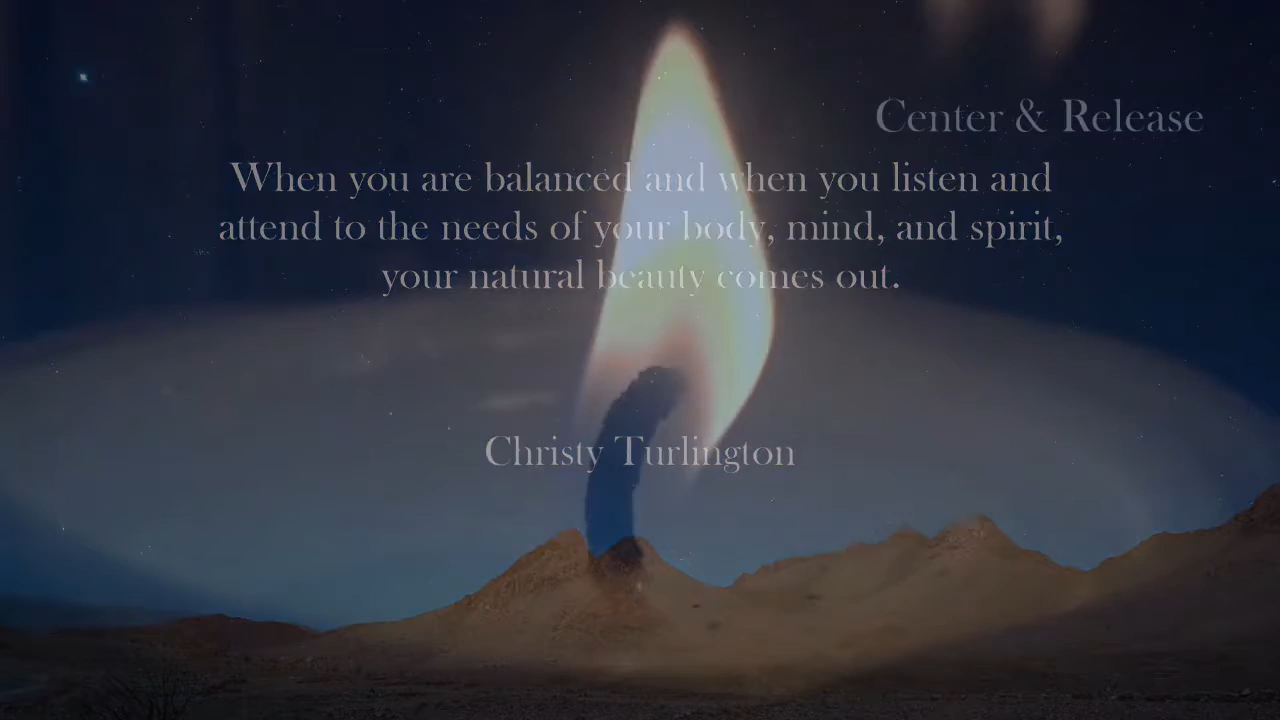 Center & Release
When you are balanced and when you listen and
attend to the needs of your body, mind, and spirit,
your natural beauty comes out.
Christy Turlington